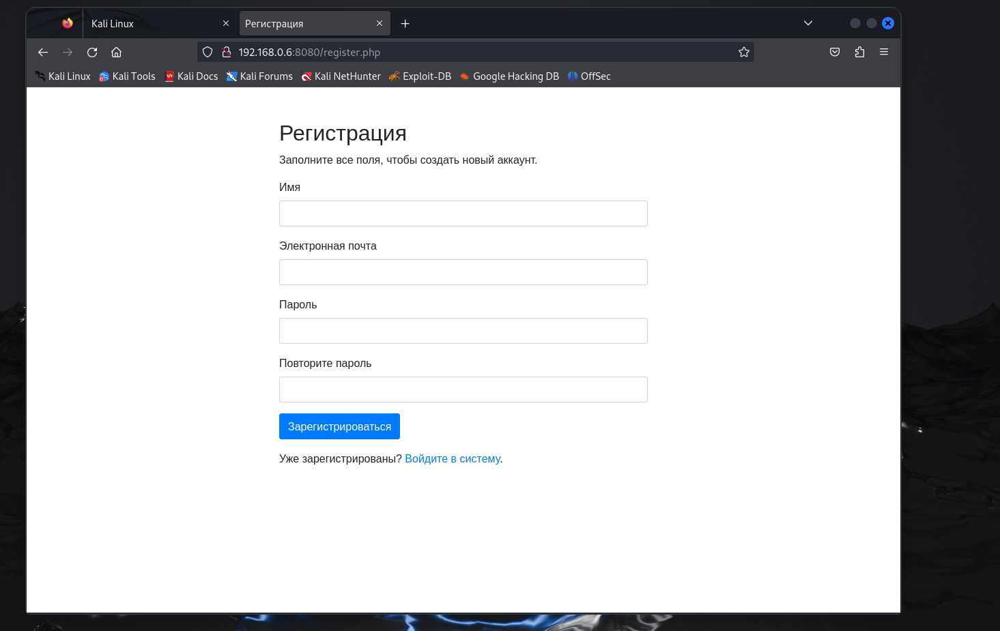 Kali Linux
Регистрация
192.168.0.6:8080/register.php
Kali Linux Kali Tools Kali Docs Kali Forums Kali NetHunter Exploit-DB Google Hacking DB OffSec
Регистрация
Заполните все поля, чтобы создать новый аккаунт.
Имя
Электронная почта
Пароль
Повторите пароль
Зарегистрироваться
Уже зарегистрированы? Войдите в систему.